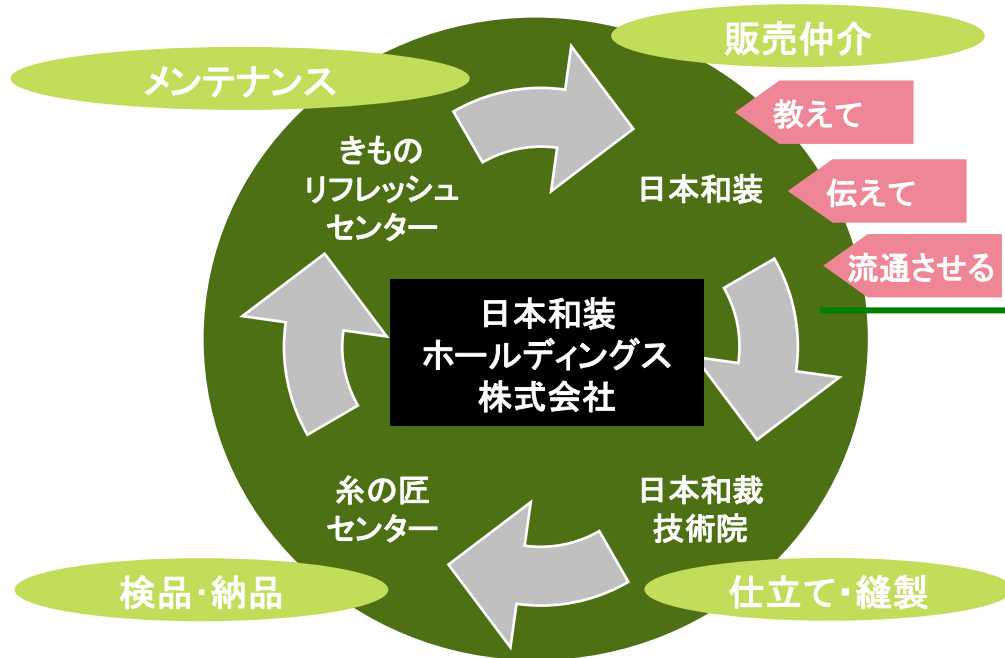 販売仲介
メンテナンス
教えて
きもの
リフレッシュ
センター
日本和装
伝えて
流通させる
日本和装
ホールディングス
株式会社
糸の匠
センター
日本和裁
技術院
検品・納品
仕立て・縫製